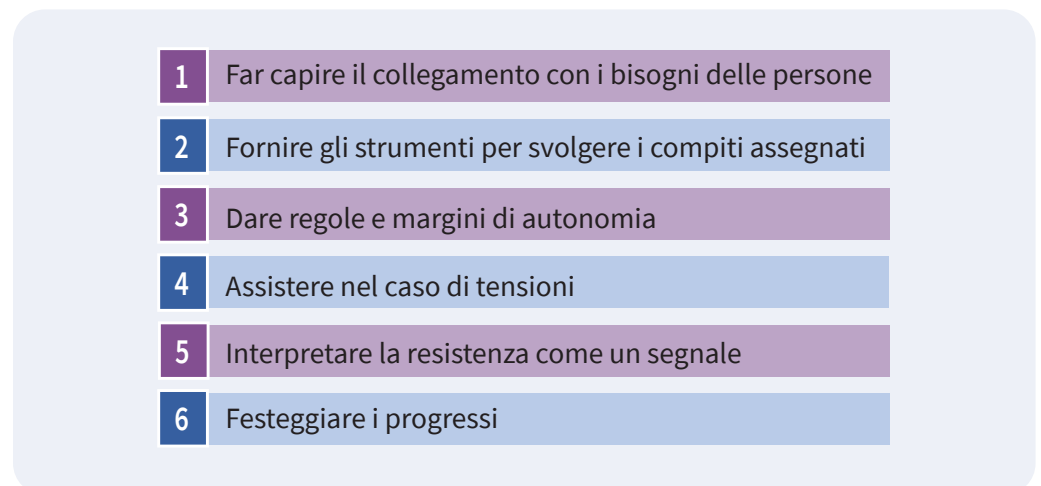 1 Far capire il collegamento con i bisogni delle persone
2 Fornire gli strumenti per svolgere i compiti assegnati
3 Dare regole e margini di autonomia
4 Assistere nel caso di tensioni
5 Interpretare la resistenza come un segnale
6 Festeggiare i progressi